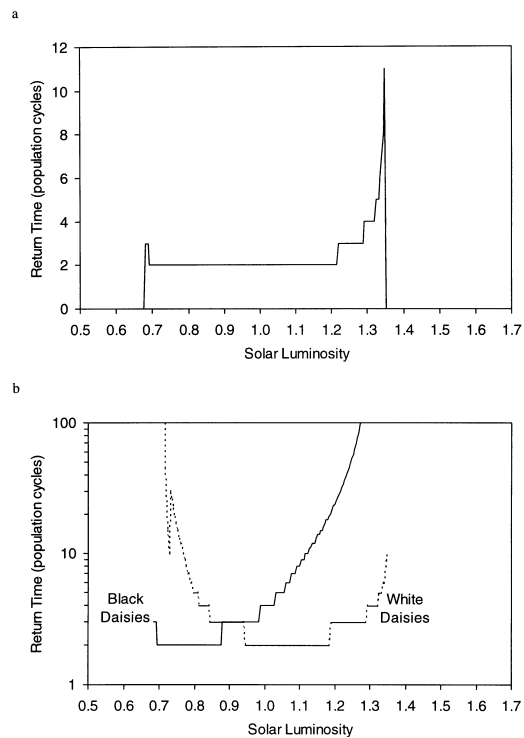 a
Return Time (population cycles)
12
10
8
6
4
2
0
0.5 0.6 0.7 0.8 0.9 1.0 1.1 1.2 1.3 1.4 1.5 1.6 1.7
Solar Luminosity
b
Return Time (population cycles)
100
10
1
Black
Daisies
White
Daisies
0.5 0.6 0.7 0.8 0.9 1.0 1.1 1.2 1.3 1.4 1.5 1.6 1.7
Solar Luminosity